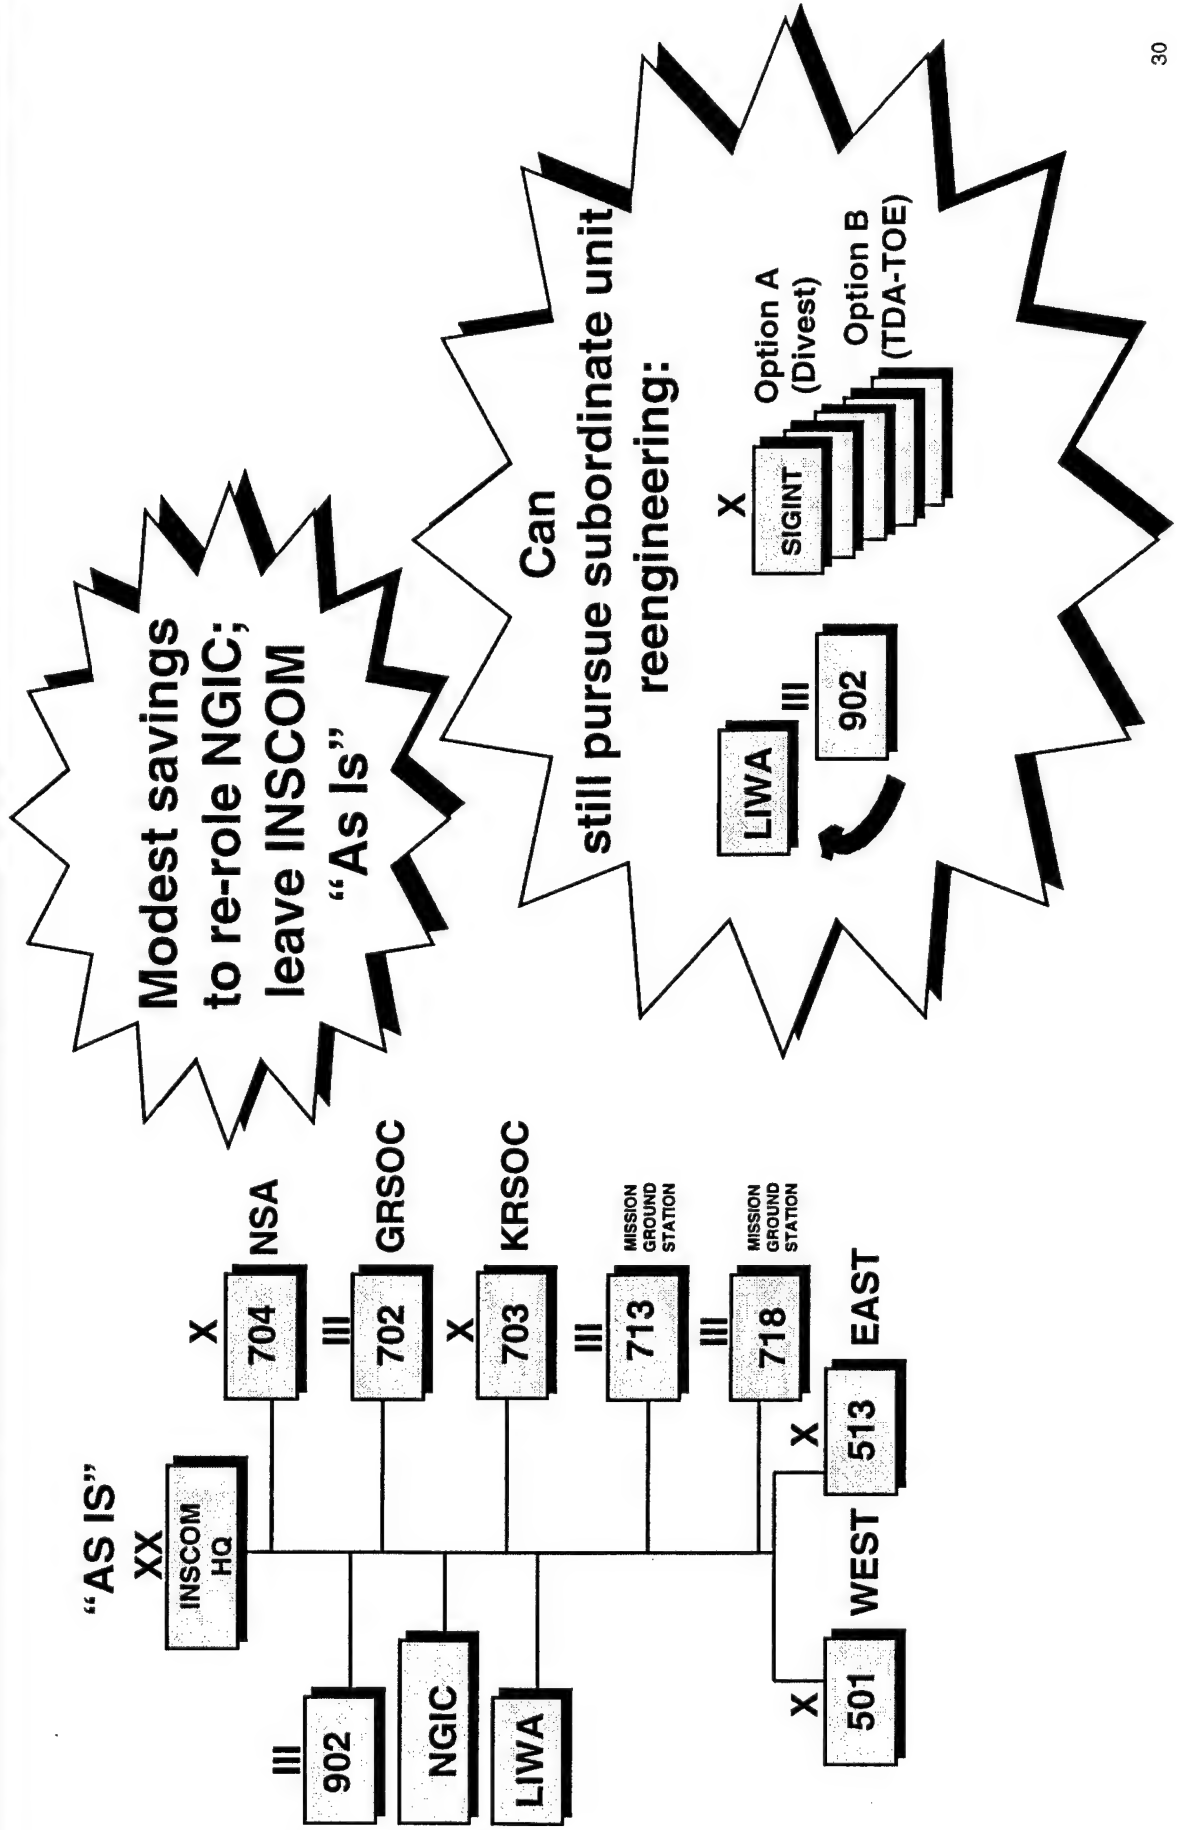 “AS IS”
XX
INSCOM
HQ
III
902
NGIC
LIWA
X
704
NSA
III
702
GRSOC
X
703
KRSOC
III
713
MISSION
GROUND
STATION
III
718
MISSION
GROUND
STATION
X
501
WEST
X
513
EAST
Modest savings
to re-role NGIC;
leave INSCOM
“As Is”
Can
still pursue subordinate unit
reengineering:
LIWA
III
902
X
SIGINT
Option A
(Divest)
Option B
(TDA-TOE)
30